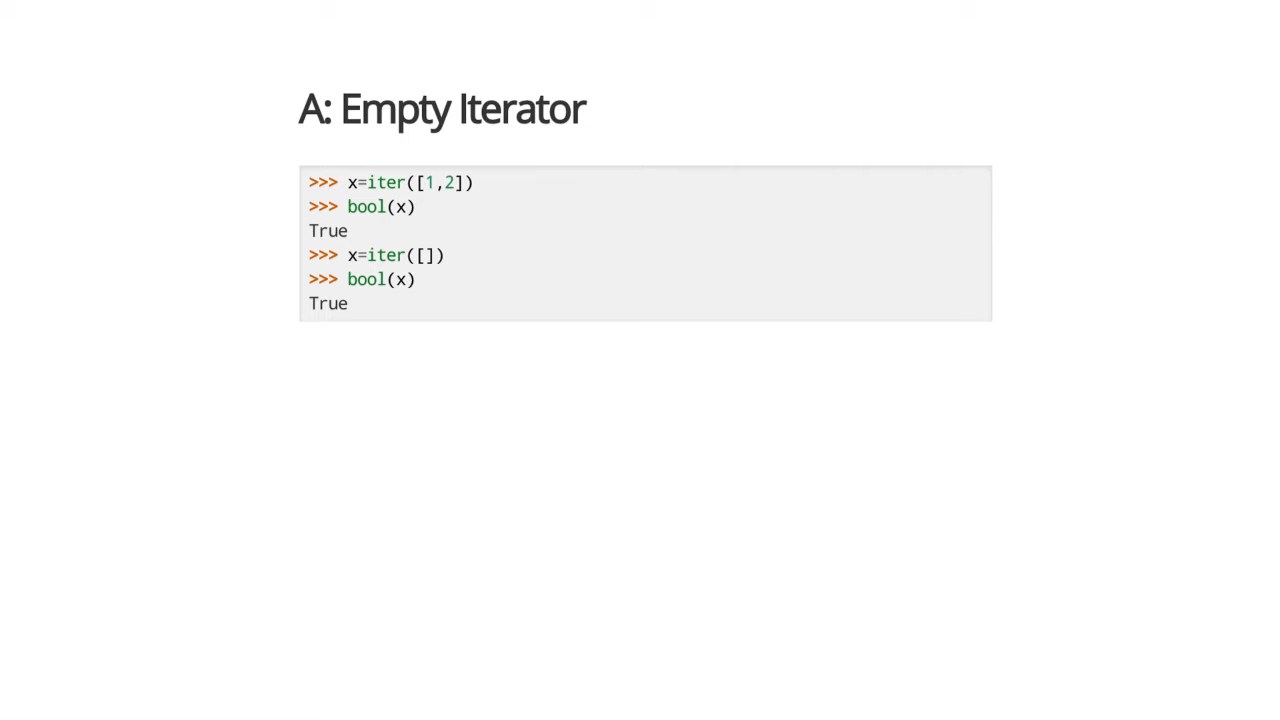 A: Empty Iterator
>>> x=iter([1,2])
>>> bool(x)
True
>>> x=iter([])
>>> bool(x)
True